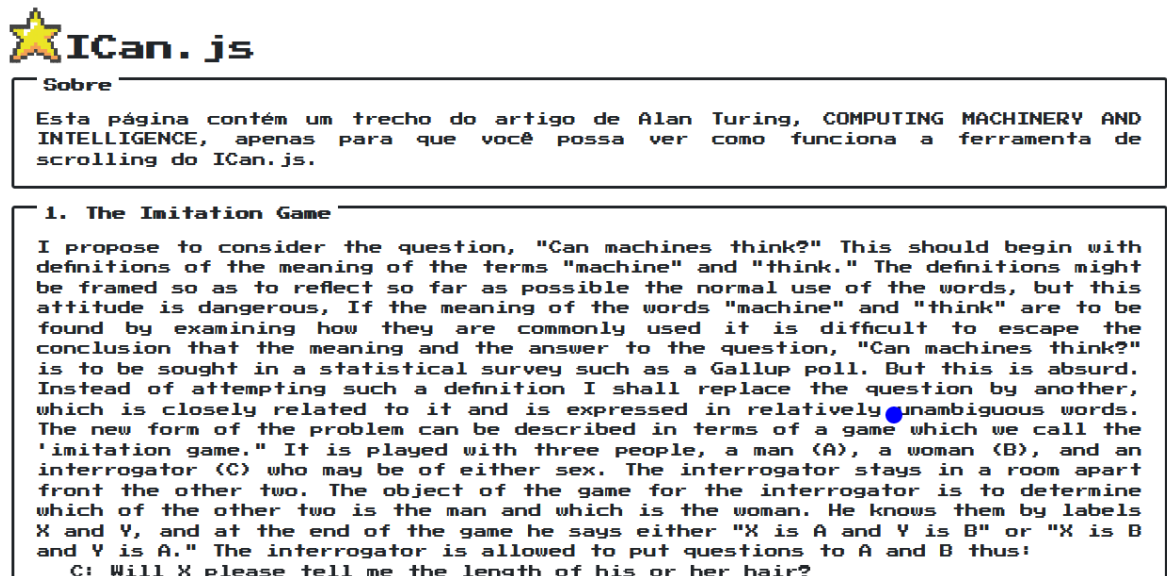 ICan.js
Sobre
Esta página contém um trecho do artigo de Alan Turing, COMPUTING MACHINERY AND
INTELLIGENCE, apenas para que você possa ver como funciona a ferramenta de
scrolling do ICan.js.
1. The Imitation Game
I propose to consider the question, "Can machines think?" This should begin with
definitions of the meaning of the terms "machine" and "think." The definitions might
be framed so as to reflect so far as possible the normal use of the words, but this
attitude is dangerous, If the meaning of the words "machine" and "think" are to be
found by examining how they are commonly used it is difficult to escape the
conclusion that the meaning and the answer to the question, "Can machines think?"
is to be sought in a statistical survey such as a Gallup poll. But this is absurd.
Instead of attempting such a definition I shall replace the question by another,
which is closely related to it and is expressed in relatively unambiguous words.
The new form of the problem can be described in terms of a game which we call the
'imitation game." It is played with three people, a man (A), a woman (B), and an
interrogator (C) who may be of either sex. The interrogator stays in a room apart
front the other two. The object of the game for the interrogator is to determine
which of the other two is the man and which is the woman. He knows them by labels
X and Y, and at the end of the game he says either "X is A and Y is B" or "X is B
and Y is A." The interrogator is allowed to put questions to A and B thus:
C: Will X please tell me the length of his or her hair?